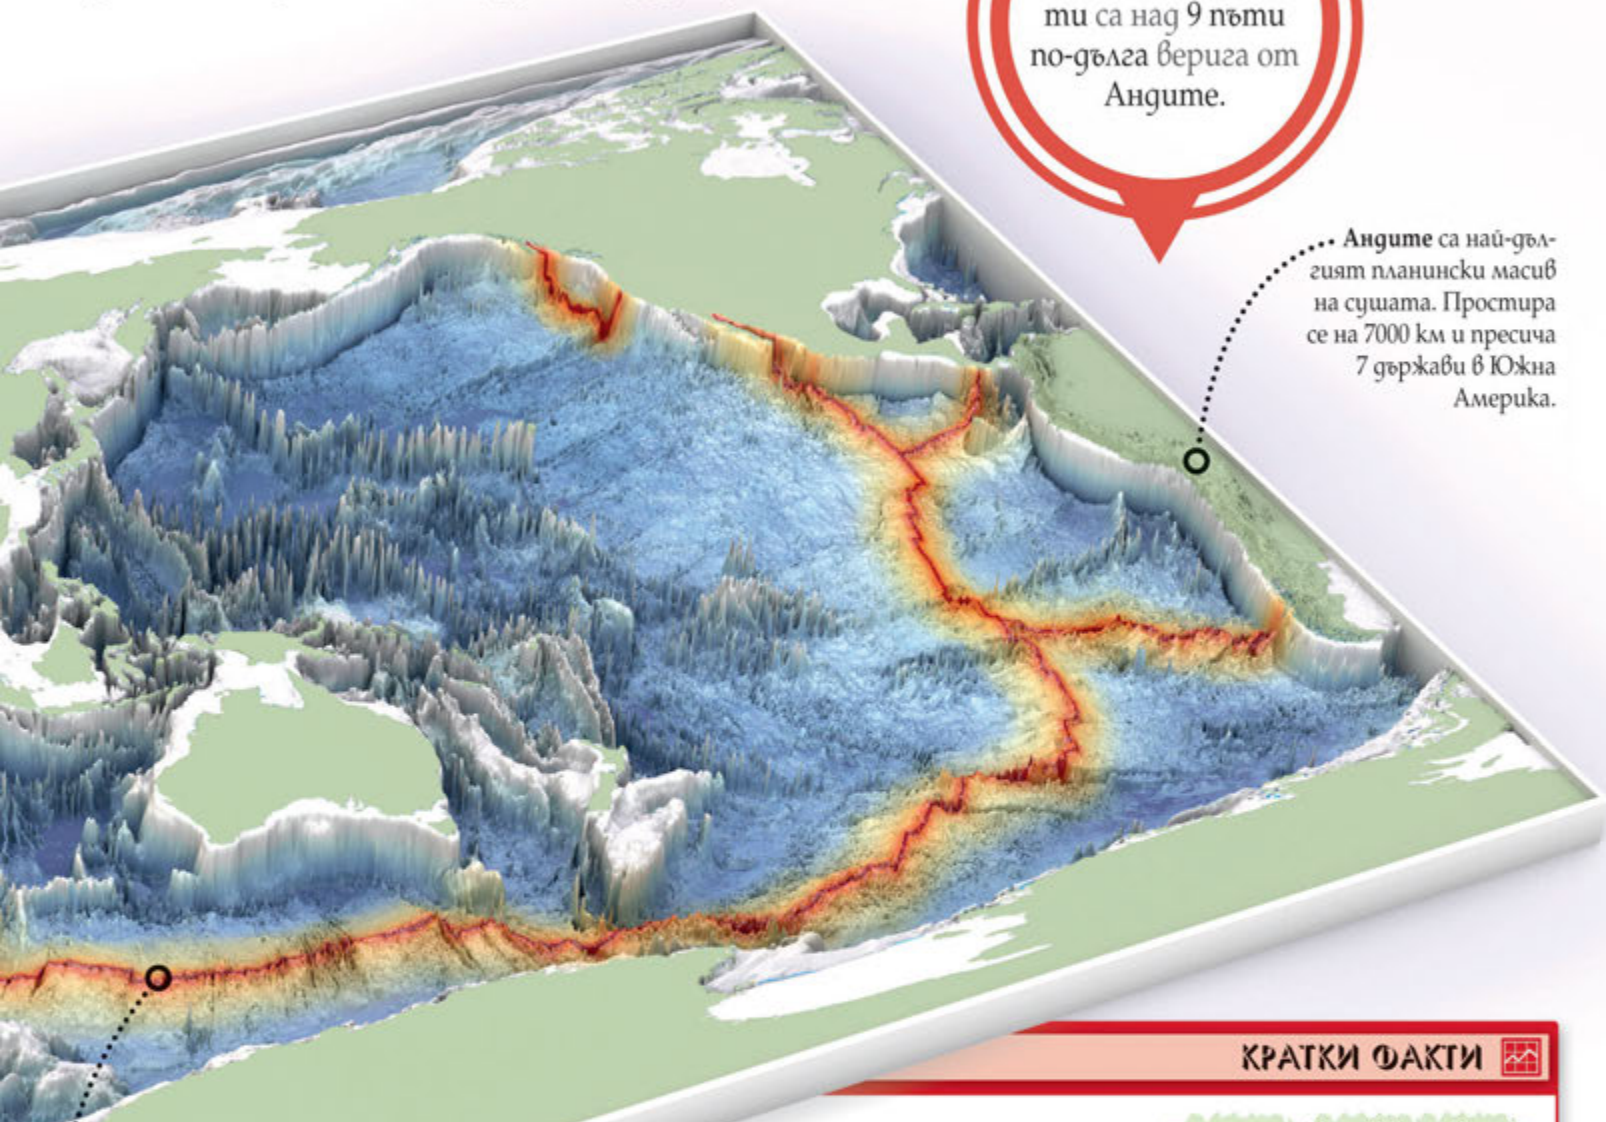 ти са над 9 пъти
по-дълга верига от
Андите.
Андите са най-дъл-
гият планински масив
на сушата. Простира
се на 7000 км и пресича
7 държави в Южна
Америка.
КРАТКИ ФАКТИ